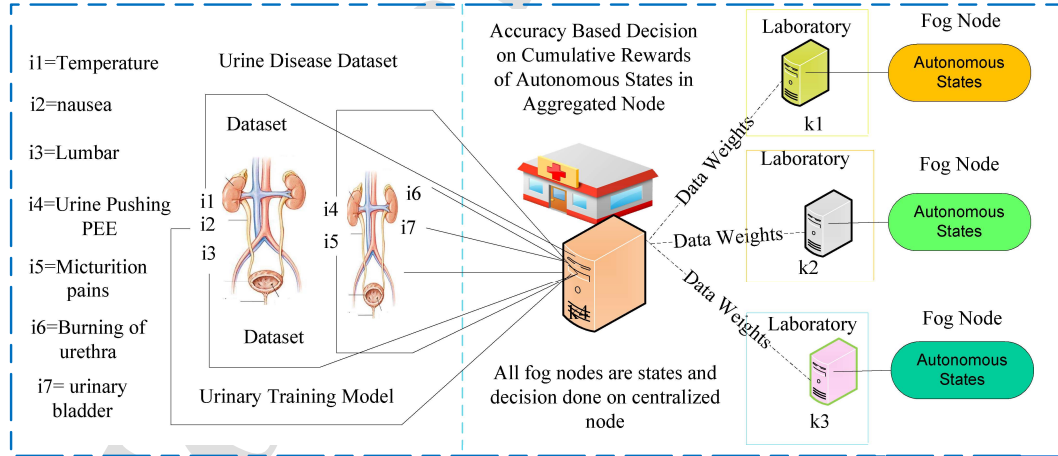 i1=Temperature
i2=nausea
i3=Lumbar
i4=Urine Pushing
PEE
i5=Micturition
pains
i6=Burning of
urethra
i7= urinary
bladder
Urine Disease Dataset
Dataset
i1
i2
i3
i4
i5
i6
i7
Dataset
Urinary Training Model
Accuracy Based Decision
on Cumulative Rewards
of Autonomous States in
Aggregated Node
k4
All fog nodes are states and
decision done on centralized
node
Data Weights
Data Weights
Data Weights
Laboratory
k1
Fog Node
Autonomous
States
Laboratory
k2
Fog Node
Autonomous
States
Laboratory
k3
Fog Node
Autonomous
States